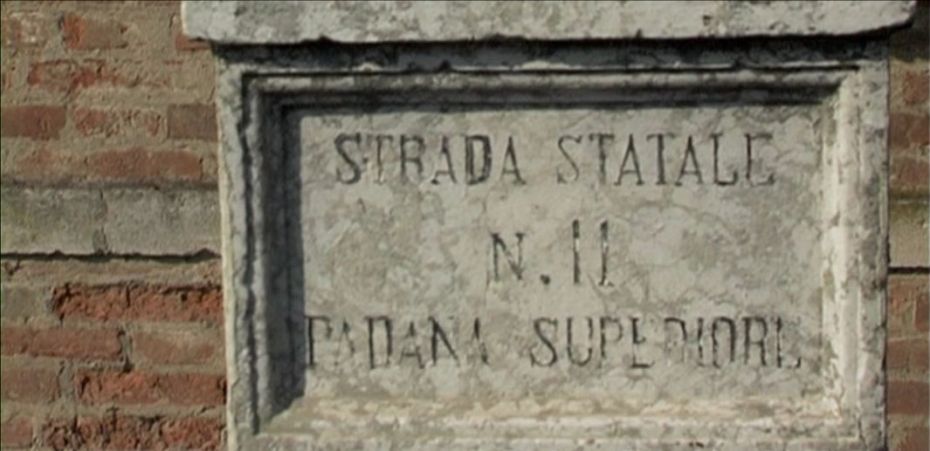 STRADA STATALE
N. 11
PADANA SUPERIORE